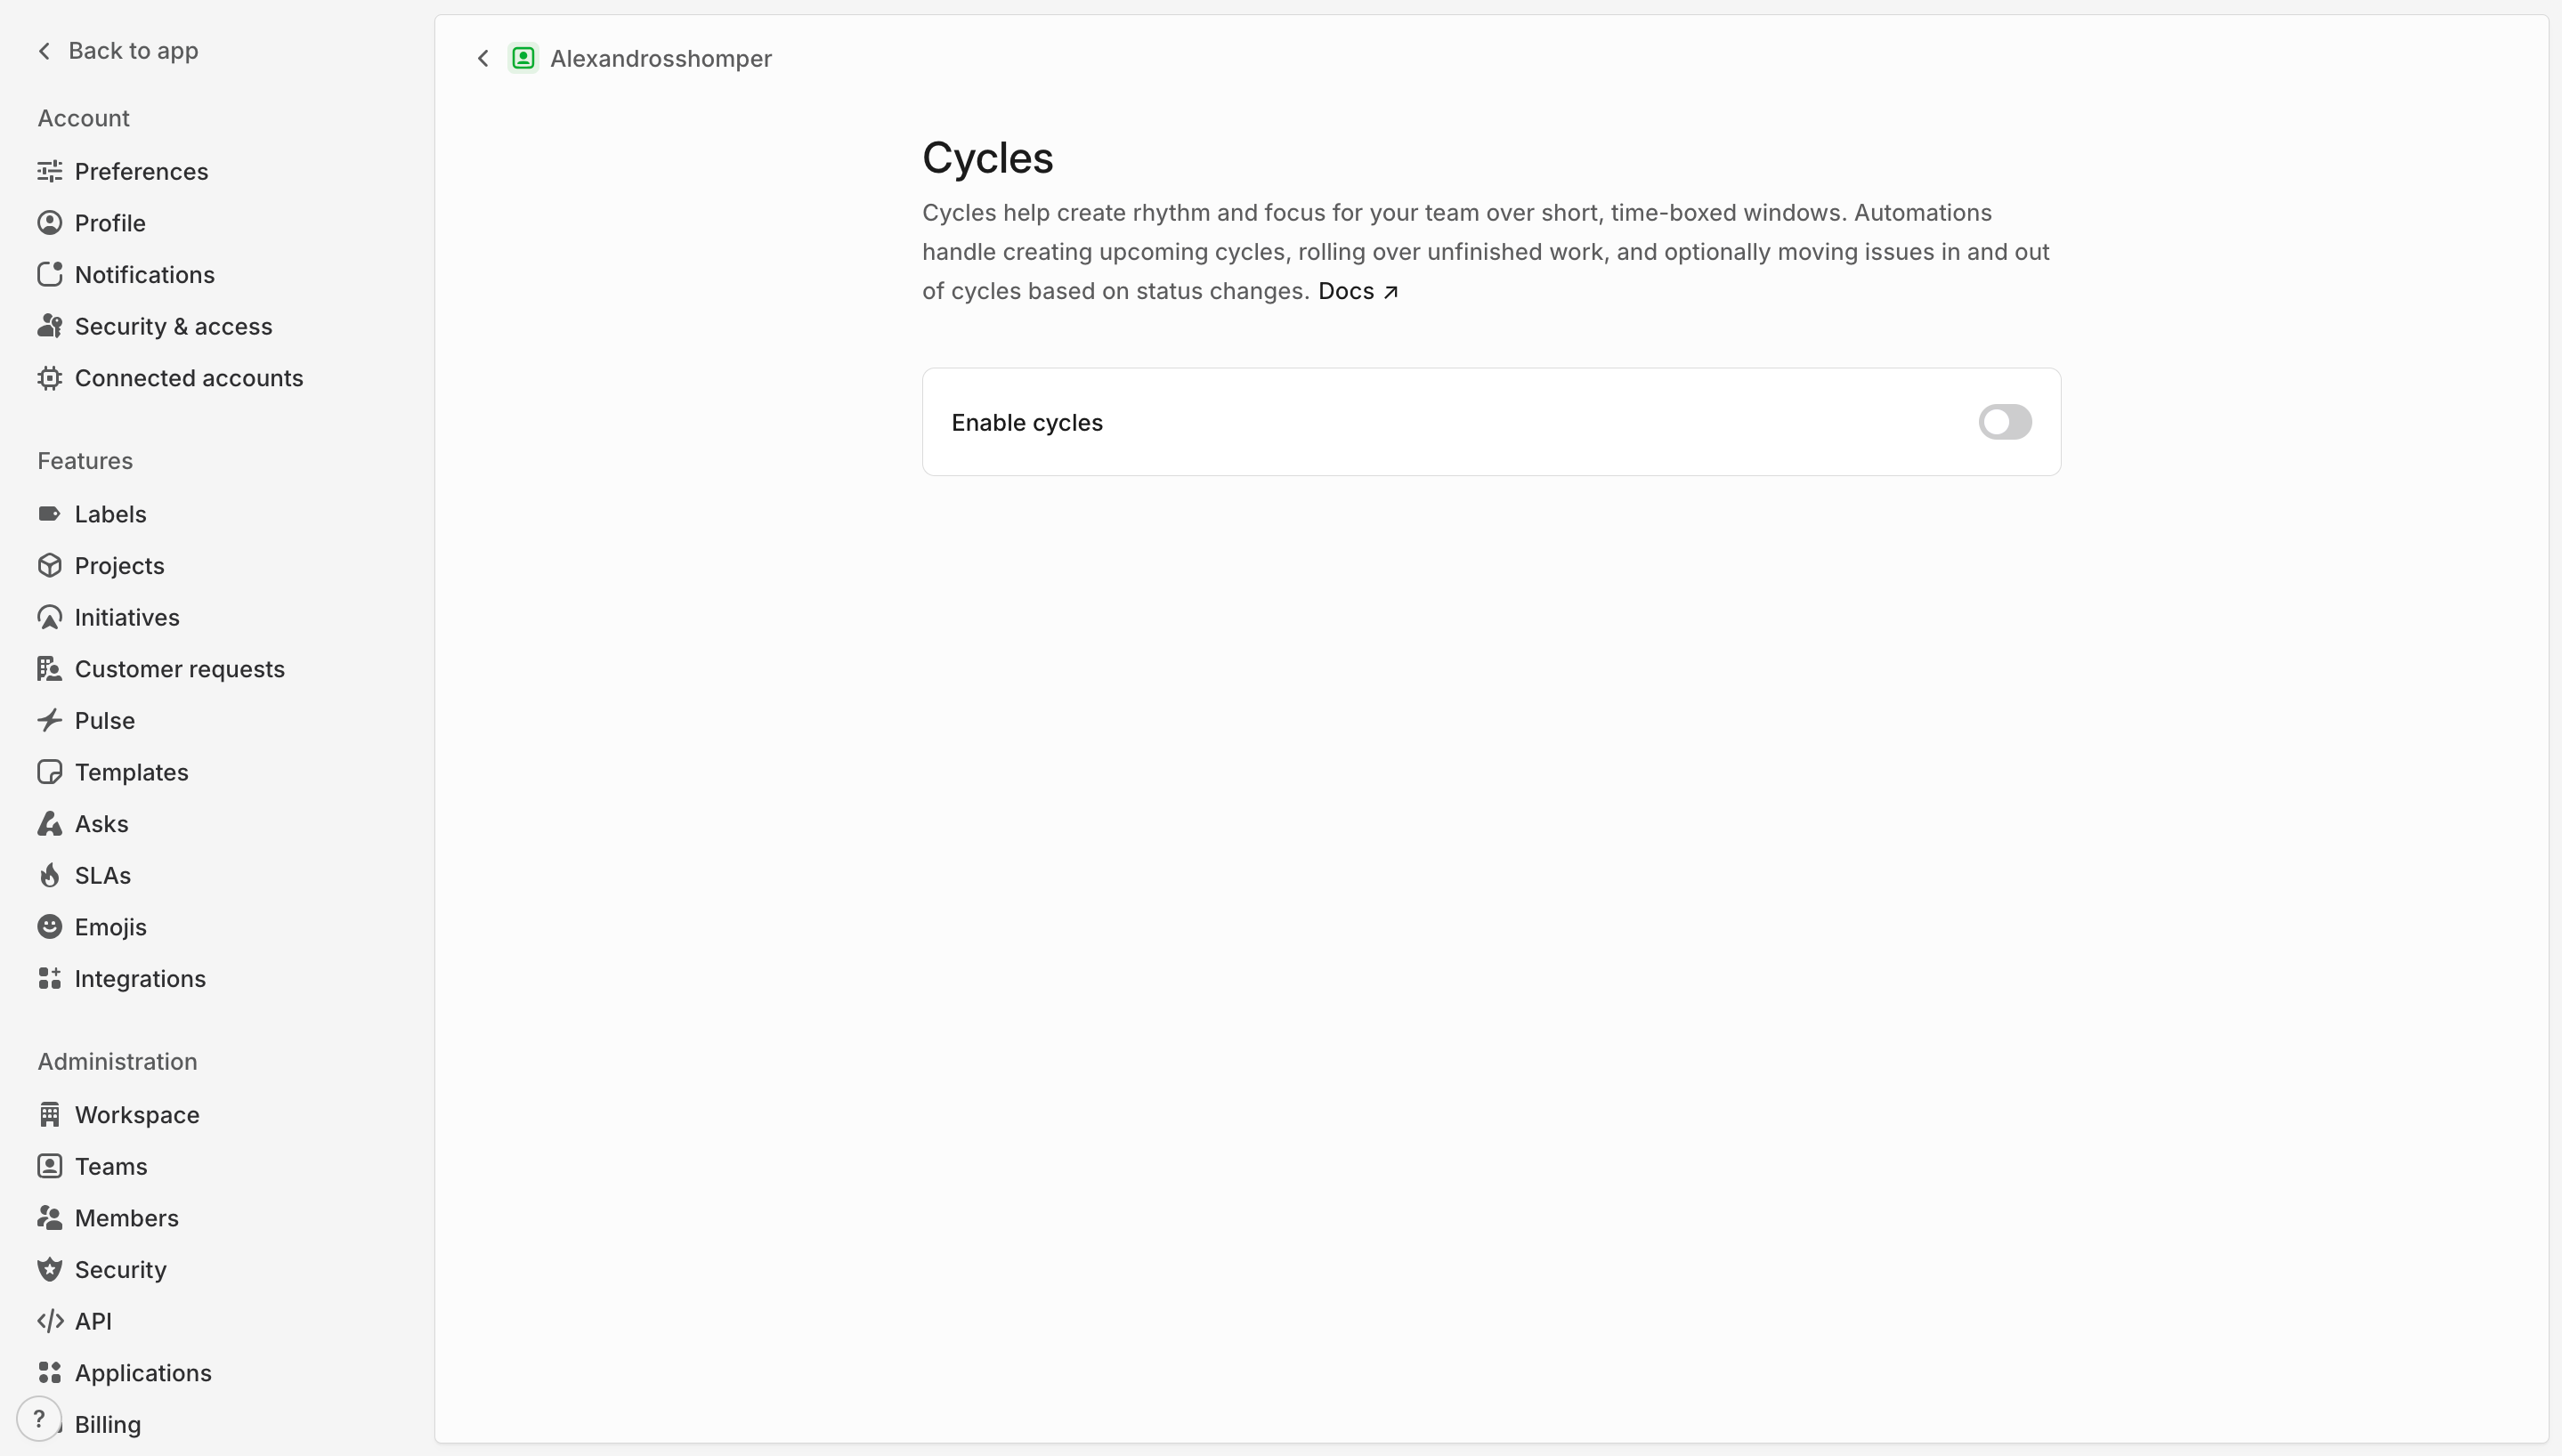 Back to app
Account
Preferences
Profile
Notifications
Security & access
Connected accounts
Features
Labels
Projects
Initiatives
Customer requests
Pulse
Templates
Asks
SLAs
Emojis
Integrations
Administration
Workspace
Teams
Members
Security
API
Applications
Billing
?
Alexandrosshomper
Cycles
Cycles help create rhythm and focus for your team over short, time-boxed windows. Automations
handle creating upcoming cycles, rolling over unfinished work, and optionally moving issues in and out
of cycles based on status changes. Docs ↗
Enable cycles